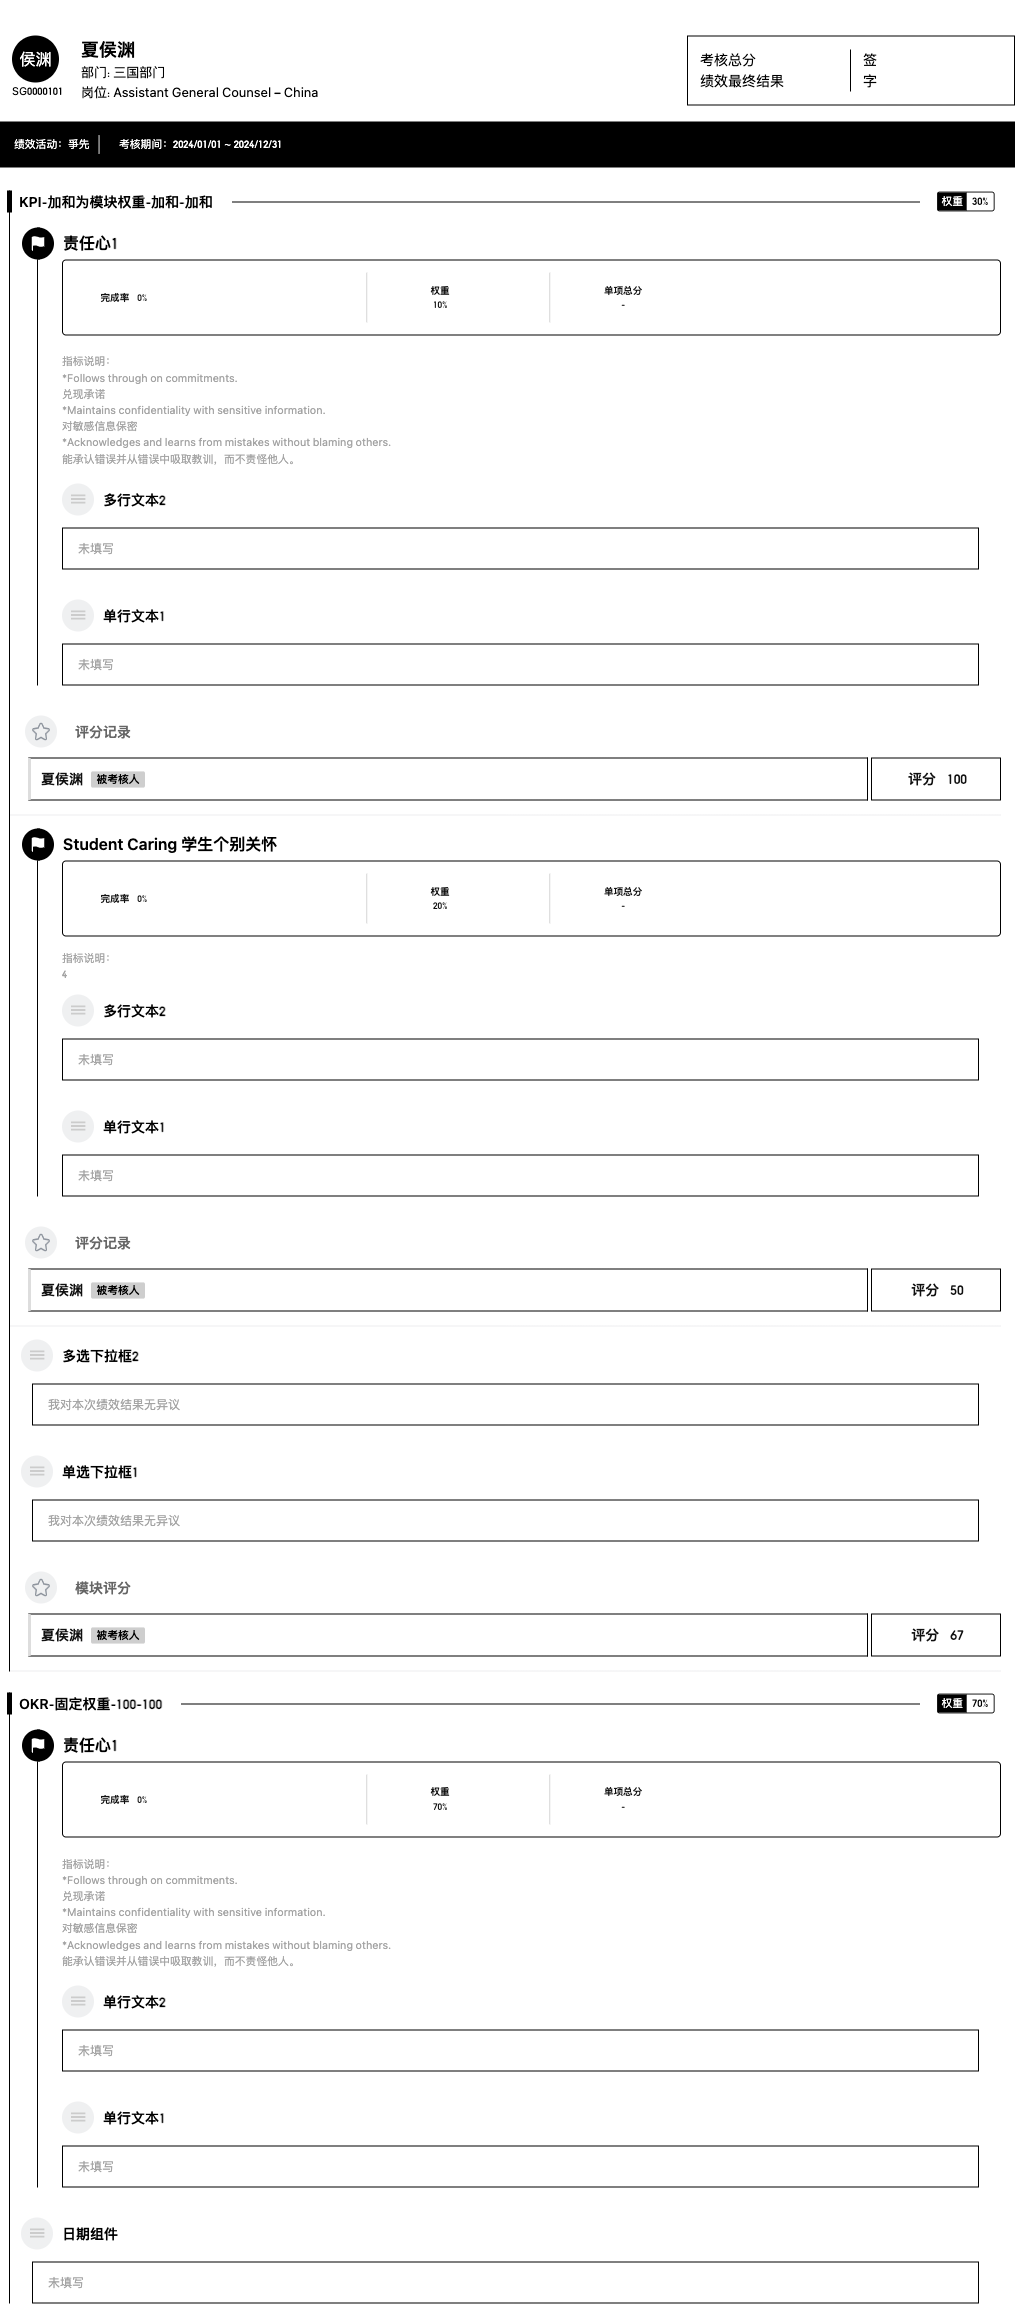 侯渊
SG0000101
夏侯渊
部门: 三国部门
岗位: Assistant General Counsel – China
考核总分
绩效最终结果
签
字
绩效活动：争先
考核期间：2024/01/01 ~ 2024/12/31
KPI-加和为模块权重-加和-加和
权重 30%
责任心1
完成率 0%
权重
10%
单项总分
-
指标说明：
*Follows through on commitments.
兑现承诺
*Maintains confidentiality with sensitive information.
对敏感信息保密
*Acknowledges and learns from mistakes without blaming others.
能承认错误并从错误中吸取教训，而不责怪他人。
多行文本2
未填写
单行文本1
未填写
评分记录
夏侯渊 被考核人
评分 100
Student Caring 学生个别关怀
完成率 0%
权重
20%
单项总分
-
指标说明：
4
多行文本2
未填写
单行文本1
未填写
评分记录
夏侯渊 被考核人
评分 50
多选下拉框2
我对本次绩效结果无异议
单选下拉框1
我对本次绩效结果无异议
模块评分
夏侯渊 被考核人
评分 67
OKR-固定权重-100-100
权重 70%
责任心1
完成率 0%
权重
70%
单项总分
-
指标说明：
*Follows through on commitments.
兑现承诺
*Maintains confidentiality with sensitive information.
对敏感信息保密
*Acknowledges and learns from mistakes without blaming others.
能承认错误并从错误中吸取教训，而不责怪他人。
单行文本2
未填写
单行文本1
未填写
日期组件
未填写